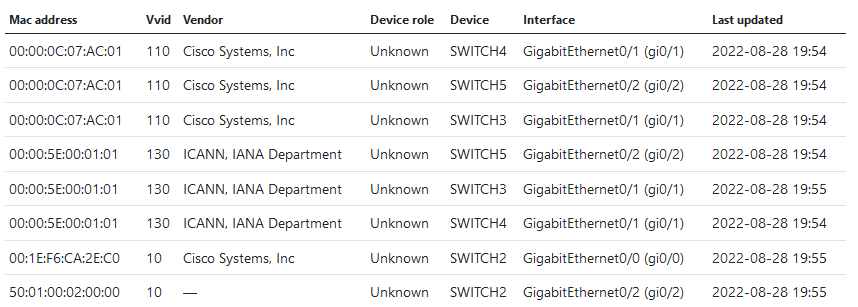 Mac address Vvid Vendor Device role Device Interface Last updated
00:00:0C:07:AC:01 110 Cisco Systems, Inc Unknown SWITCH4 GigabitEthernet0/1 (gi0/1) 2022-08-28 19:54
00:00:0C:07:AC:01 110 Cisco Systems, Inc Unknown SWITCH5 GigabitEthernet0/2 (gi0/2) 2022-08-28 19:54
00:00:0C:07:AC:01 110 Cisco Systems, Inc Unknown SWITCH3 GigabitEthernet0/1 (gi0/1) 2022-08-28 19:54
00:00:5E:00:01:01 130 ICANN, IANA Department Unknown SWITCH5 GigabitEthernet0/2 (gi0/2) 2022-08-28 19:54
00:00:5E:00:01:01 130 ICANN, IANA Department Unknown SWITCH3 GigabitEthernet0/1 (gi0/1) 2022-08-28 19:55
00:00:5E:00:01:01 130 ICANN, IANA Department Unknown SWITCH4 GigabitEthernet0/1 (gi0/1) 2022-08-28 19:54
00:1E:F6:CA:2E:C0 10 Cisco Systems, Inc Unknown SWITCH2 GigabitEthernet0/0 (gi0/0) 2022-08-28 19:55
50:01:00:02:00:00 10 — Unknown SWITCH2 GigabitEthernet0/2 (gi0/2) 2022-08-28 19:55